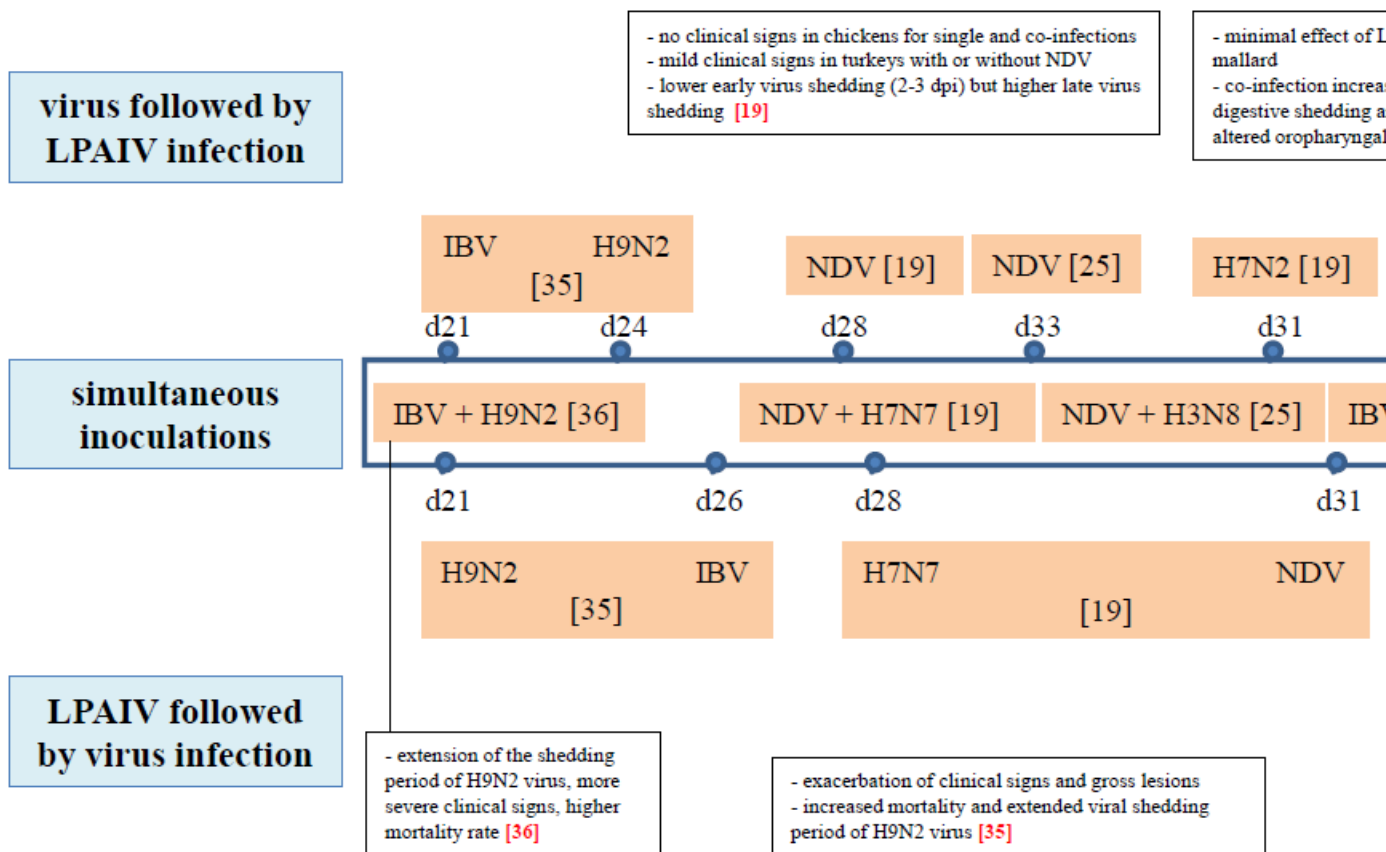 - no clinical signs in chickens for single and co-infections
- mild clinical signs in turkeys with or without NDV
- lower early virus shedding (2-3 dpi) but higher late virus
shedding [19]
- minimal effect of L
mallard
- co-infection increas
digestive shedding a
altered oropharyngal
virus followed by
LPAIV infection
IBV H9N2
[35]
NDV [19]
NDV [25]
H7N2 [19]
d21 d24 d28 d33 d31
simultaneous
inoculations
IBV + H9N2 [36]
NDV + H7N7 [19]
NDV + H3N8 [25]
IBV
d21 d26 d28 d31
H9N2 IBV
[35]
H7N7 NDV
[19]
LPAIV followed
by virus infection
- extension of the shedding
period of H9N2 virus, more
severe clinical signs, higher
mortality rate [36]
- exacerbation of clinical signs and gross lesions
- increased mortality and extended viral shedding
period of H9N2 virus [35]